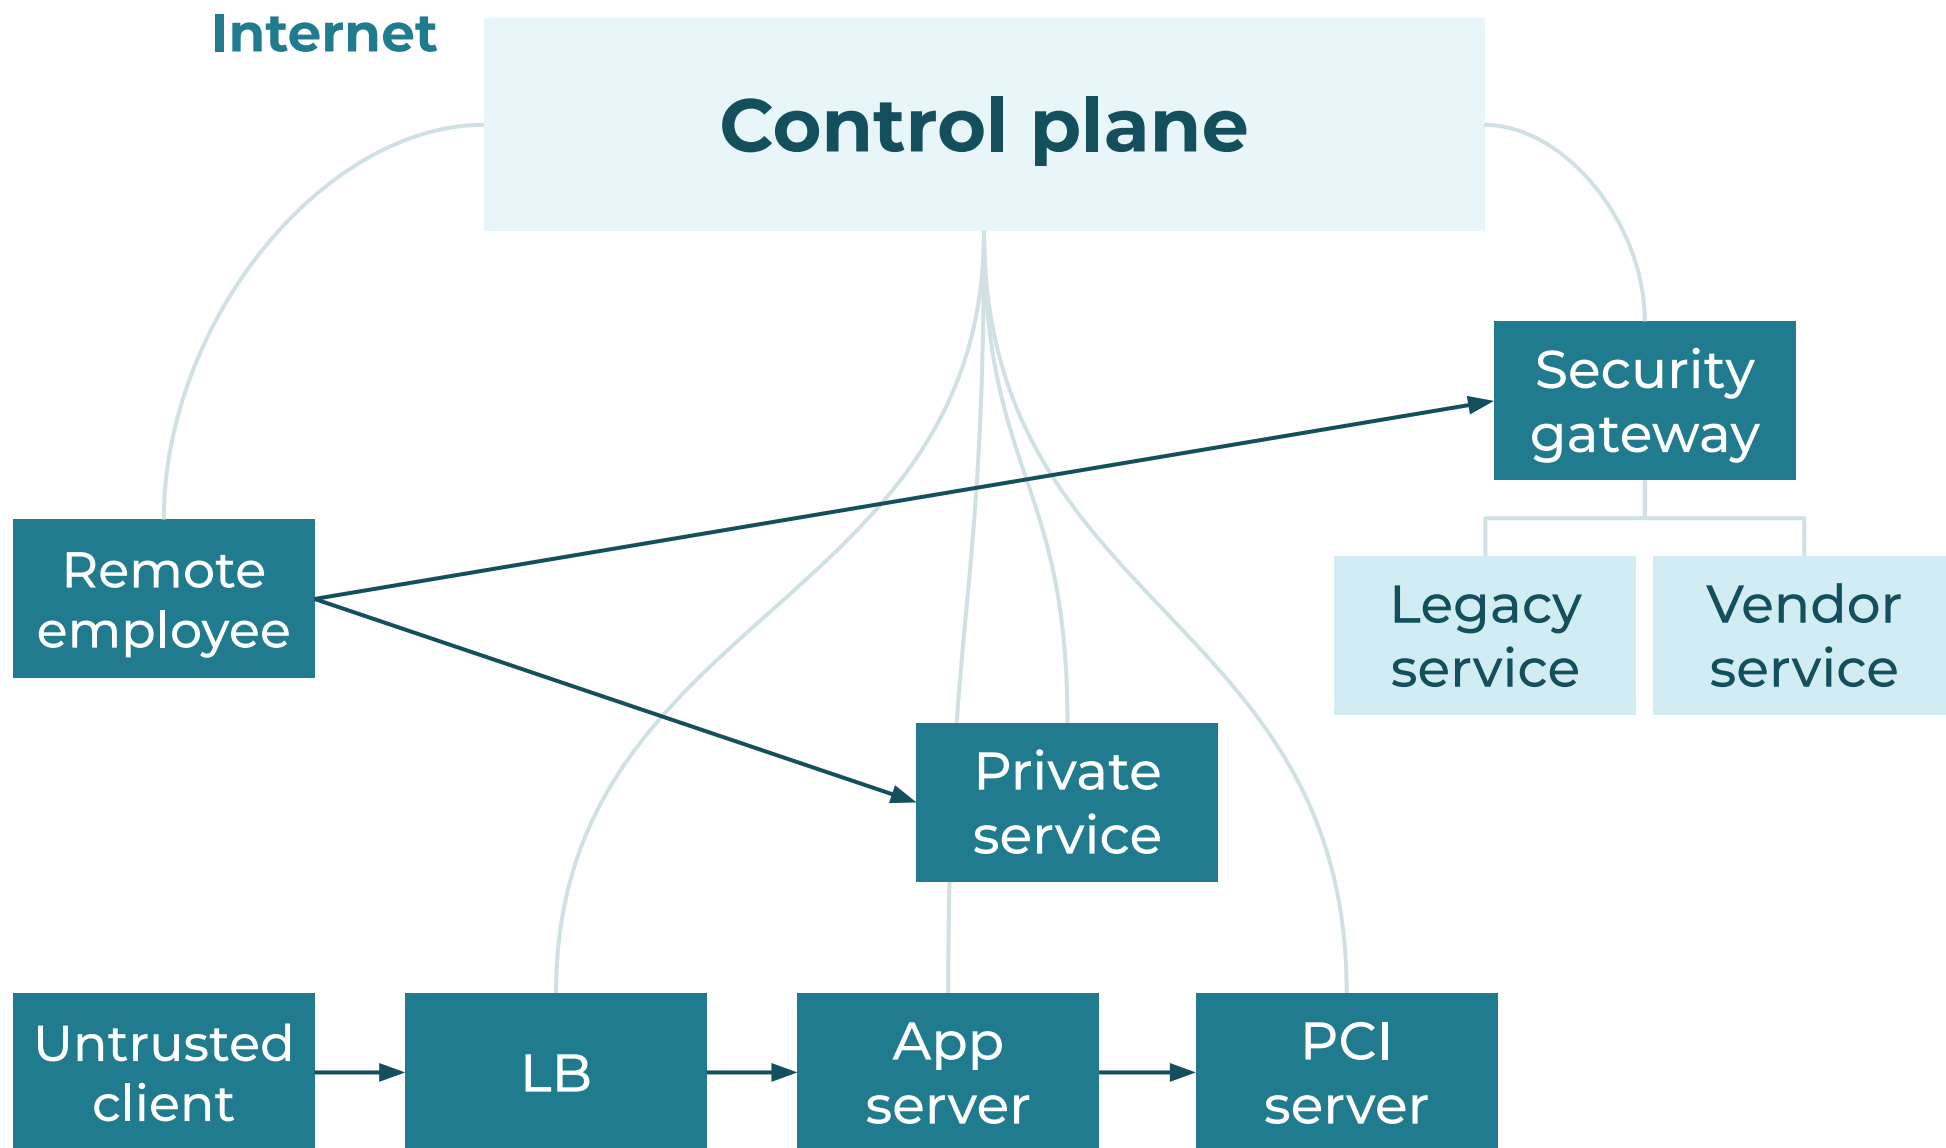 Internet
Control plane
Security
gateway
Remote
employee
Legacy
service
Vendor
service
Private
service
Untrusted
client
LB
App
server
PCI
server